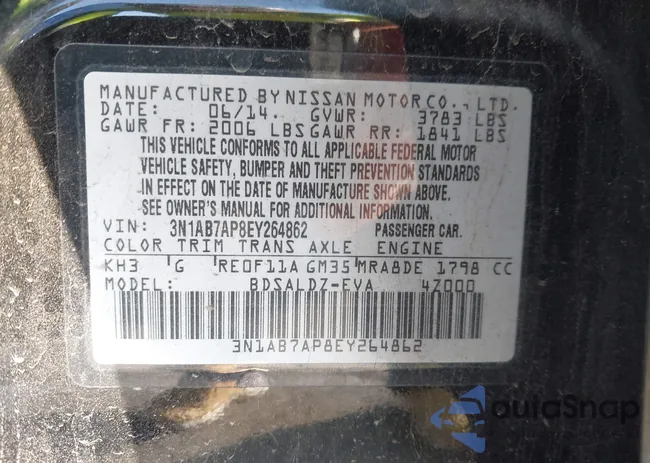 MANUFACTURED BY NISSAN MOTOR CO., LTD.
DATE: 06/14. GVWR: 3783 LBS
GAWR FR: 2006 LBS GAWR RR: 1841 LBS
THIS VEHICLE CONFORMS TO ALL APPLICABLE FEDERAL MOTOR
VEHICLE SAFETY, BUMPER AND THEFT PREVENTION STANDARDS
IN EFFECT ON THE DATE OF MANUFACTURE SHOWN ABOVE.
SEE OWNER'S MANUAL FOR ADDITIONAL INFORMATION.
VIN: 3N1AB7AP8EY264862 PASSENGER CAR.
COLOR TRIM TRANS AXLE ENGINE
KH3 G RE0F11A GM35 MRA8DE 1798 CC
MODEL: BDSALDZ-EVA 4Z000
3N1AB7AP8EY264862
autoSnap